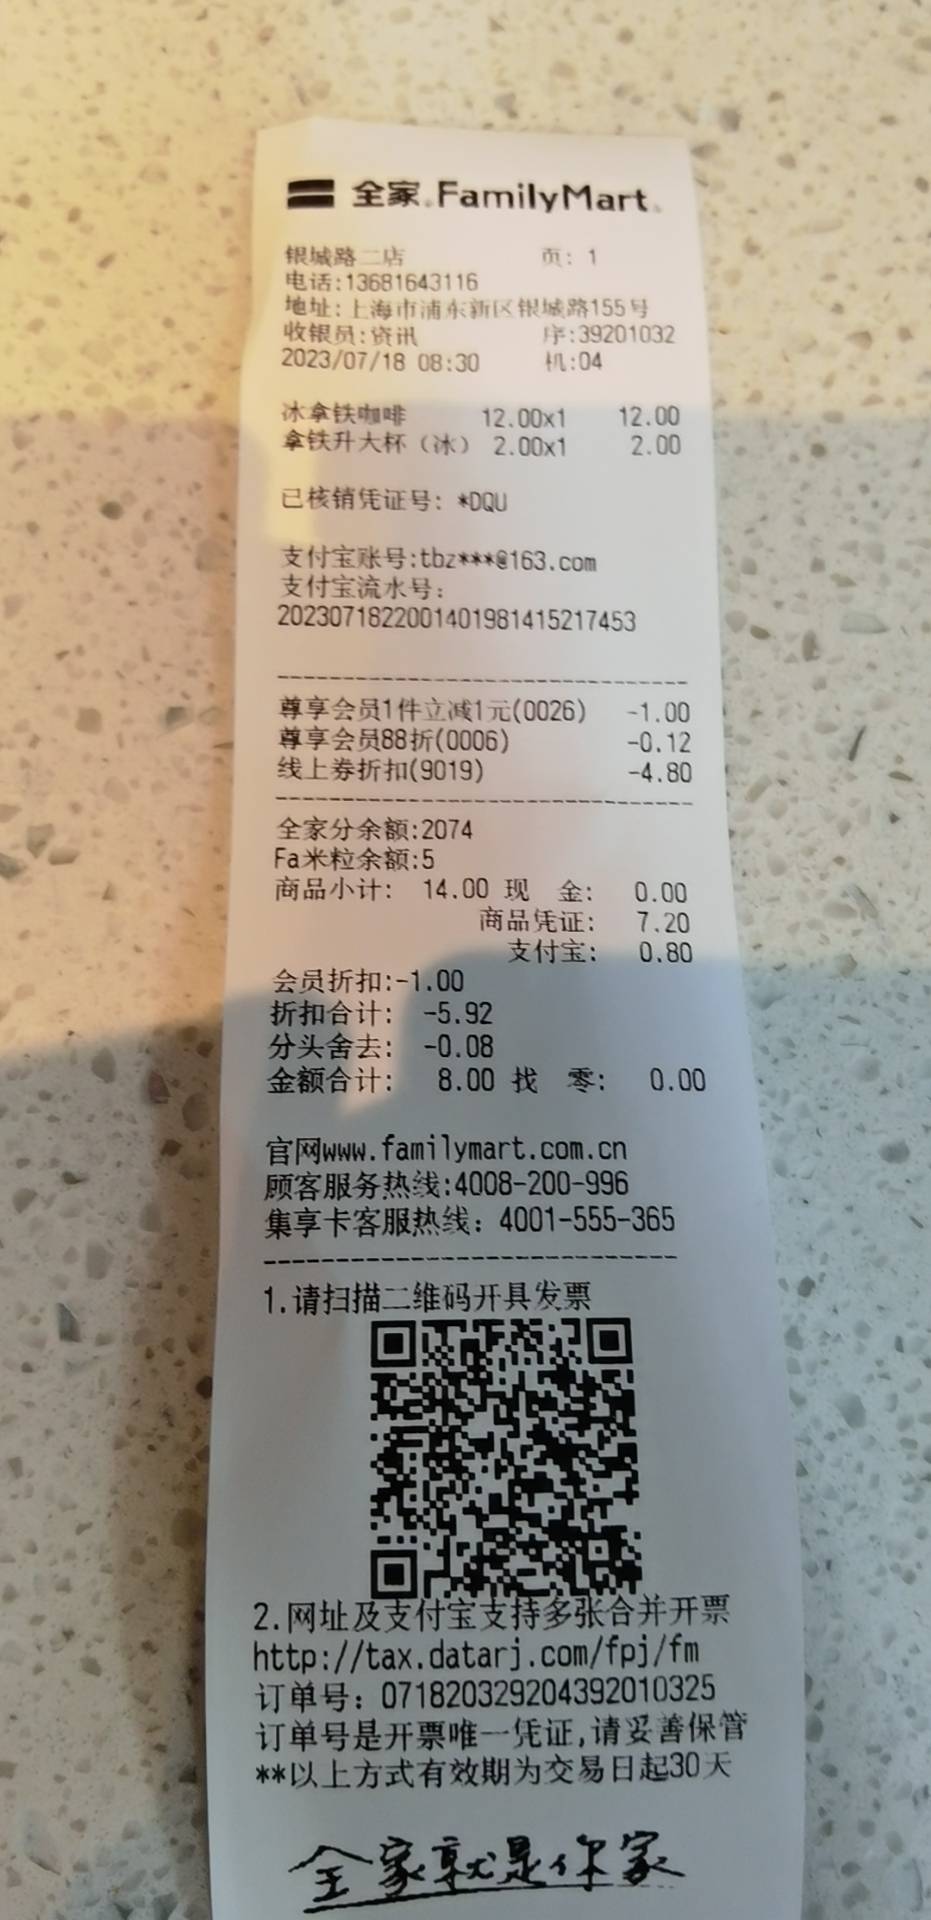 全家 FamilyMart
银城路二店 页: 1
电话:13681643116
地址:上海市浦东新区银城路155号
收银员:资讯 序:39201032
2023/07/18 08:30 机:04
冰拿铁咖啡 12.00x1 12.00
拿铁升大杯（冰） 2.00x1 2.00
已核销凭证号: *DQU
支付宝账号:tbz***@163.com
支付宝流水号:
2023071822001401981415217453
尊享会员1件立减1元(0026) -1.00
尊享会员88折(0006) -0.12
线上券折扣(9019) -4.80
全家分余额:2074
Fa米粒余额:5
商品小计: 14.00 现 金: 0.00
商品凭证: 7.20
支付宝: 0.80
会员折扣:-1.00
折扣合计: -5.92
分头舍去: -0.08
金额合计: 8.00 找 零: 0.00
官网www.familymart.com.cn
顾客服务热线:4008-200-996
集享卡客服热线: 4001-555-365
1.请扫描二维码开具发票
2.网址及支付宝支持多张合并开票
http://tax.datarj.com/fpj/fm
订单号: 071820329204392010325
订单号是开票唯一凭证,请妥善保管
**以上方式有效期为交易日起30天
全家就是你家